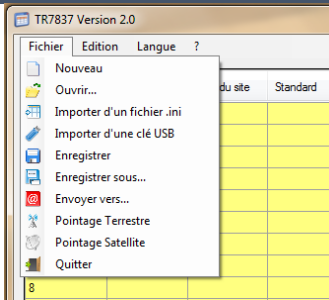 TR7837 Version 2.0
Fichier Edition Langue ?
Nouveau
Ouvrir...
Importer d'un fichier .ini
Importer d'une clé USB
Enregistrer
Enregistrer sous...
Envoyer vers...
Pointage Terrestre
Pointage Satellite
Quitter
du site Standard
8